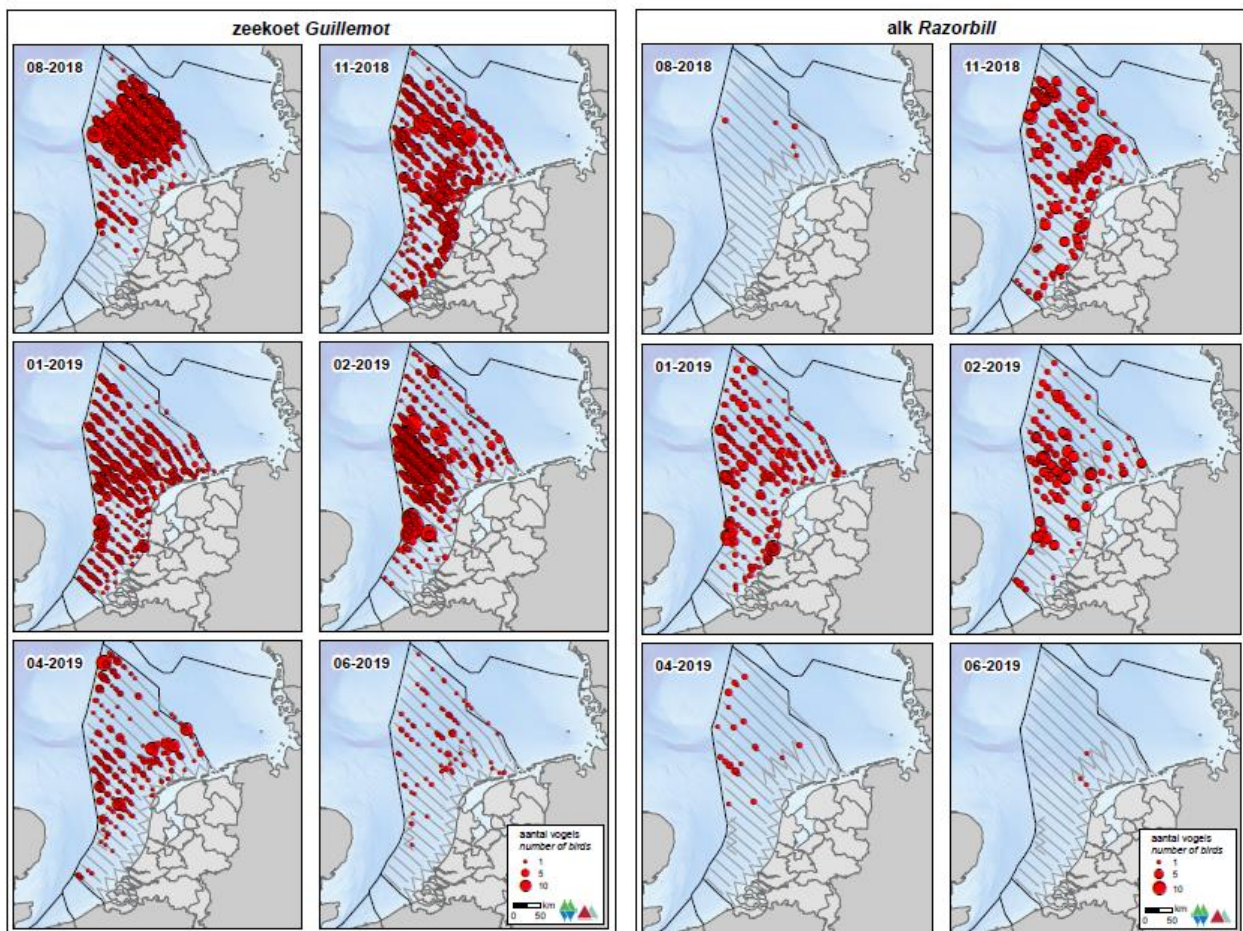 zeekoet Guillemot
08-2018
11-2018
01-2019
02-2019
04-2019
06-2019
aantal vogels
number of birds
1
5
10
km
0 50
alk Razorbill
08-2018
11-2018
01-2019
02-2019
04-2019
06-2019
aantal vogels
number of birds
1
5
10
km
0 50